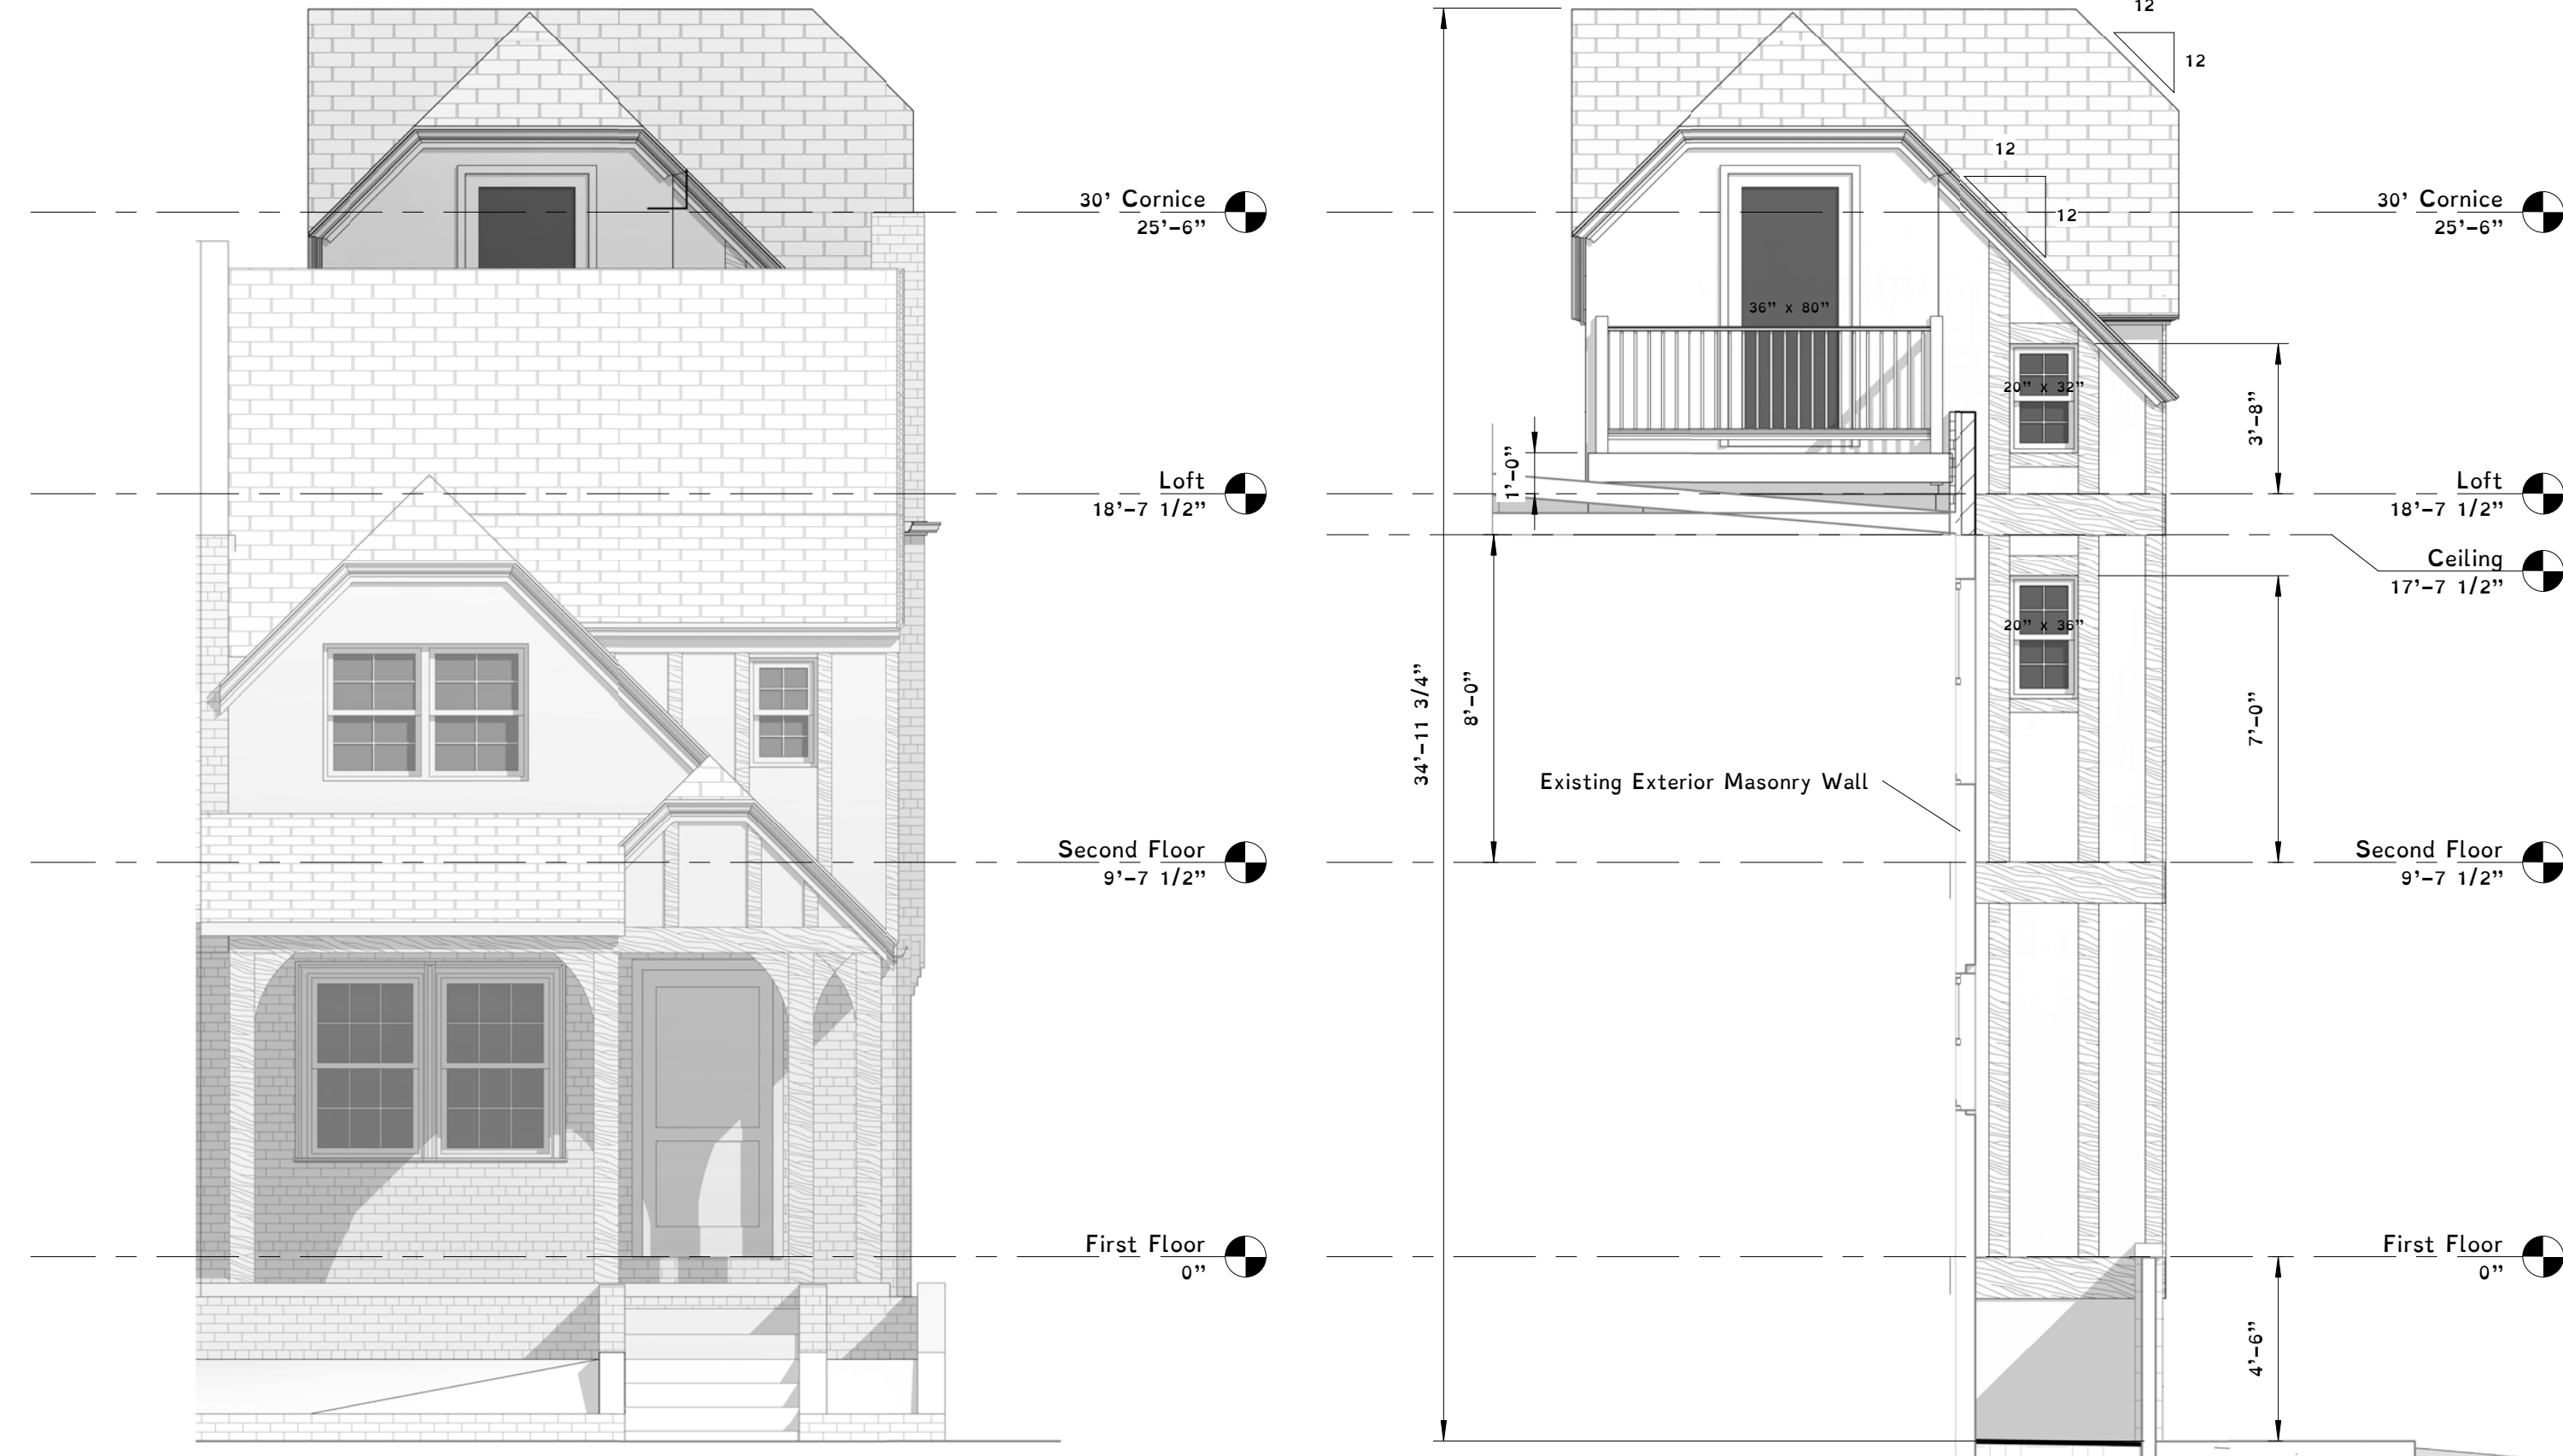 30’ Cornice
25’-6”
Loft
18’-7 1/2”
Second Floor
9’-7 1/2”
First Floor
0”
12
12
12
12
36” x 80”
20” x 32”
3’-8”
1’-0”
20” x 36”
34’-11 3/4”
8’-0”
7’-0”
Existing Exterior Masonry Wall
4’-6”
30’ Cornice
25’-6”
Loft
18’-7 1/2”
Ceiling
17’-7 1/2”
Second Floor
9’-7 1/2”
First Floor
0”